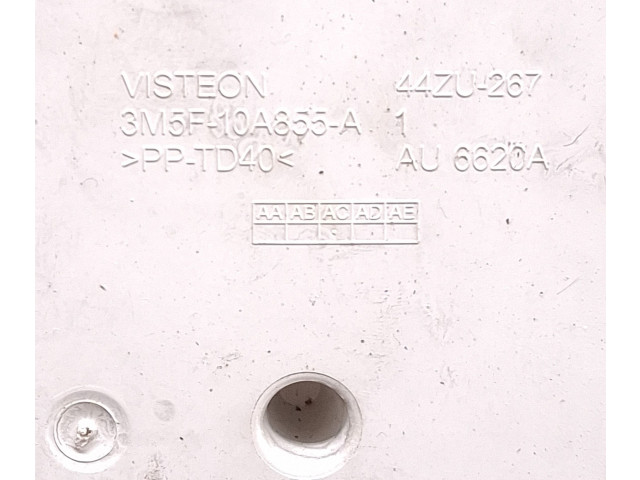 VISTEON 44ZU-267
3M5F-10A855-A 1
>PP-TD40< AU 6620A
AA AB AC AD AE